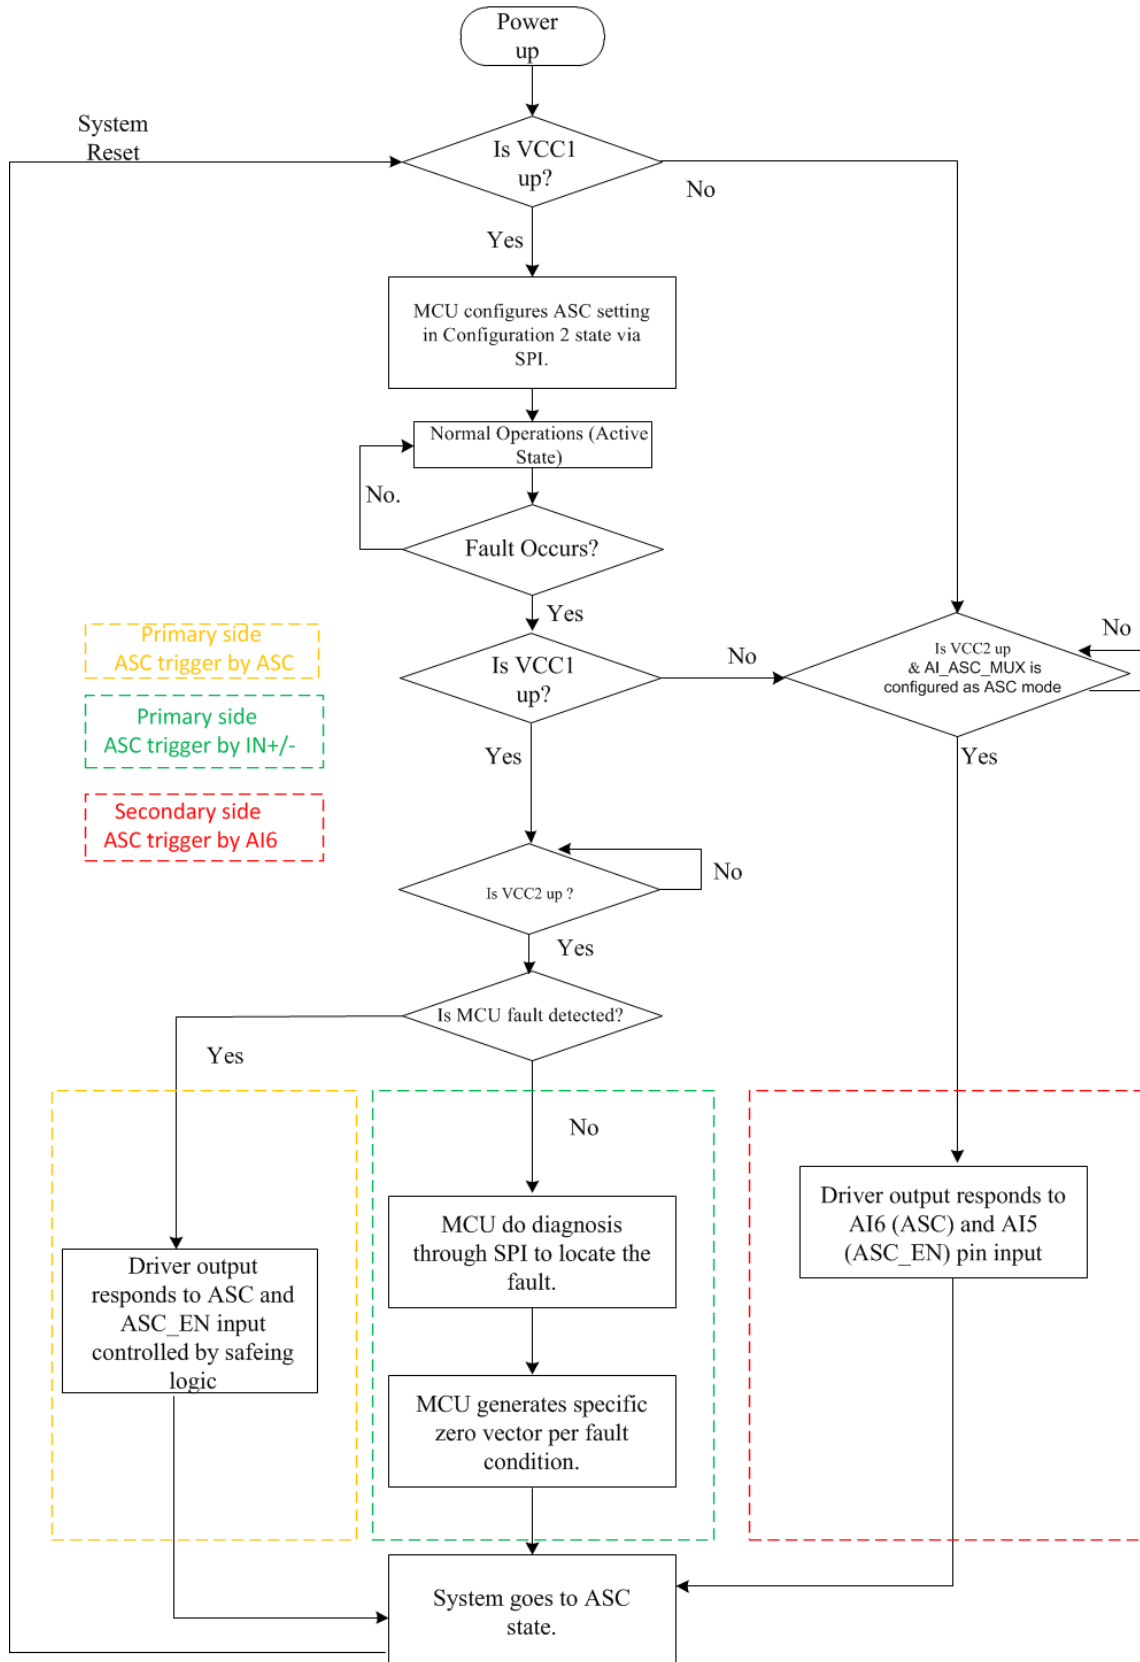 Power
up
System
Reset
Is VCC1
up?
No
Yes
MCU configures ASC setting
in Configuration 2 state via
SPI.
Normal Operations (Active
State)
No.
Fault Occurs?
Yes
Primary side
ASC trigger by ASC
Is VCC1
up?
No
Is VCC2 up
& AI_ASC_MUX is
configured as ASC mode
No
Primary side
ASC trigger by IN+/-
Yes
Yes
Secondary side
ASC trigger by AI6
Is VCC2 up ?
No
Yes
Is MCU fault detected?
Yes
No
Driver output responds to
AI6 (ASC) and AI5
(ASC_EN) pin input
MCU do diagnosis
through SPI to locate the
fault.
Driver output
responds to ASC and
ASC_EN input
controlled by safeing
logic
MCU generates specific
zero vector per fault
condition.
System goes to ASC
state.